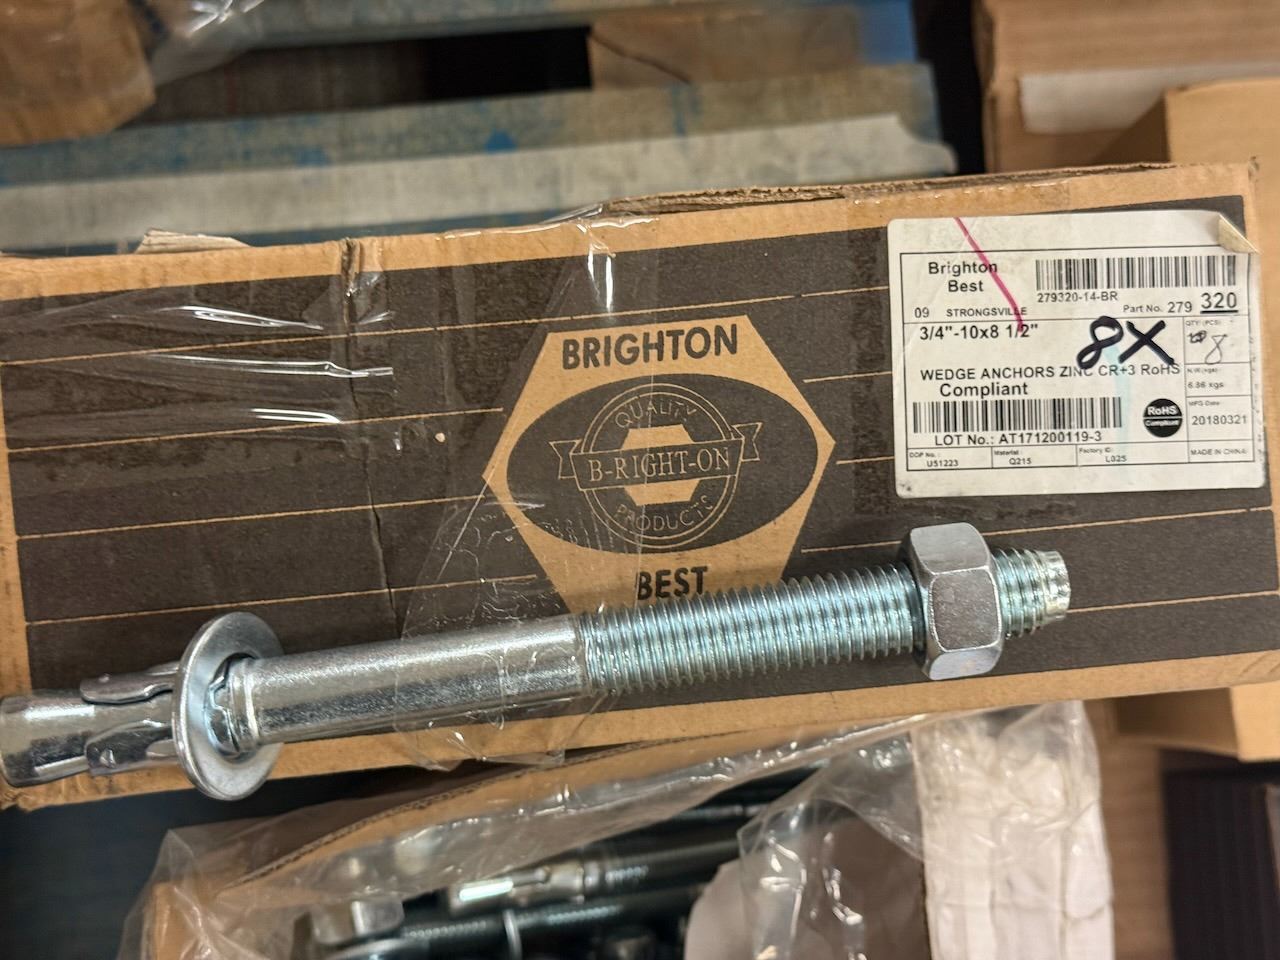 BRIGHTON
QUALITY
B-RIGHT-ON
PRODUCTS
BEST
Brighton
Best
279320-14-BR
09 STRONGSVILLE
Part No. 279 320
3/4"-10x8 1/2"
8X
QTY (PCS)
8
WEDGE ANCHORS ZINC CR+3 RoHS
Compliant
N.W.(kgs):
6.86 kgs
RoHS
Compliant
MFG Date:
20180321
LOT No.: AT171200119-3
DOP No.:
U51223
Material:
Q215
Factory ID:
L025
MADE IN CHINA